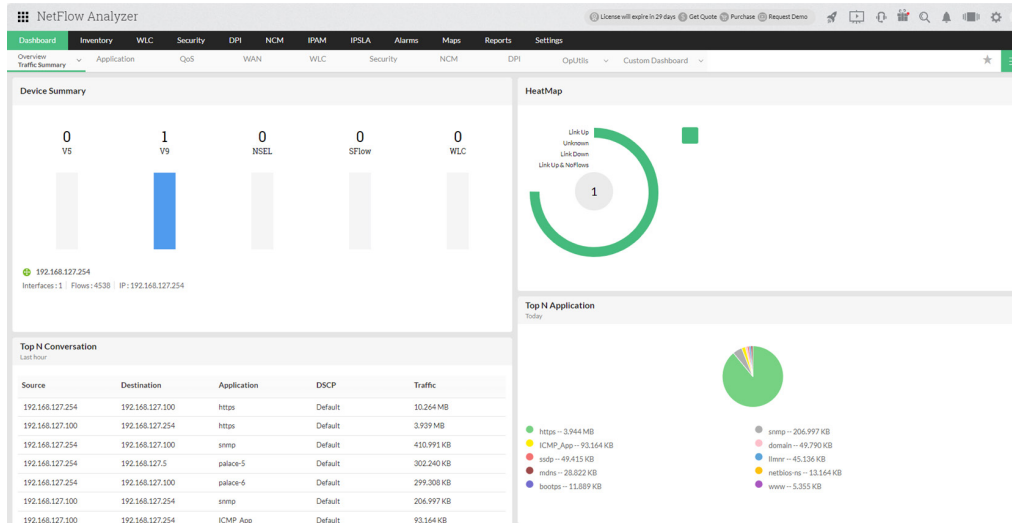 NetFlow Analyzer
License will expire in 29 days Get Quote Purchase Request Demo
Dashboard Inventory WLC Security DPI NCM IPAM IPSLA Alarms Maps Reports Settings
Overview
Traffic Summary
Application QoS WAN WLC Security NCM DPI OpUtils Custom Dashboard
Device Summary
0 1 0 0 0
V5 V9 NSEL SFlow WLC
192.168.127.254
Interfaces : 1 Flows : 4538 IP : 192.168.127.254
HeatMap
Link Up
Unknown
Link Down
Link Up & NoFlows
1
Top N Conversation
Last hour
Source Destination Application DSCP Traffic
192.168.127.254 192.168.127.100 https Default 10.264 MB
192.168.127.100 192.168.127.254 https Default 3.939 MB
192.168.127.254 192.168.127.100 snmp Default 410.991 KB
192.168.127.254 192.168.127.5 palace-5 Default 302.240 KB
192.168.127.254 192.168.127.100 palace-6 Default 299.308 KB
192.168.127.100 192.168.127.254 snmp Default 206.997 KB
192.168.127.100 192.168.127.254 ICMP_App Default 93.164 KB
Top N Application
Today
https -- 3.944 MB
snmp -- 206.997 KB
ICMP_App -- 93.164 KB
domain -- 49.790 KB
ssdp -- 49.415 KB
llmnr -- 45.136 KB
mdns -- 28.822 KB
netbios-ns -- 13.164 KB
bootps -- 11.889 KB
www -- 5.355 KB